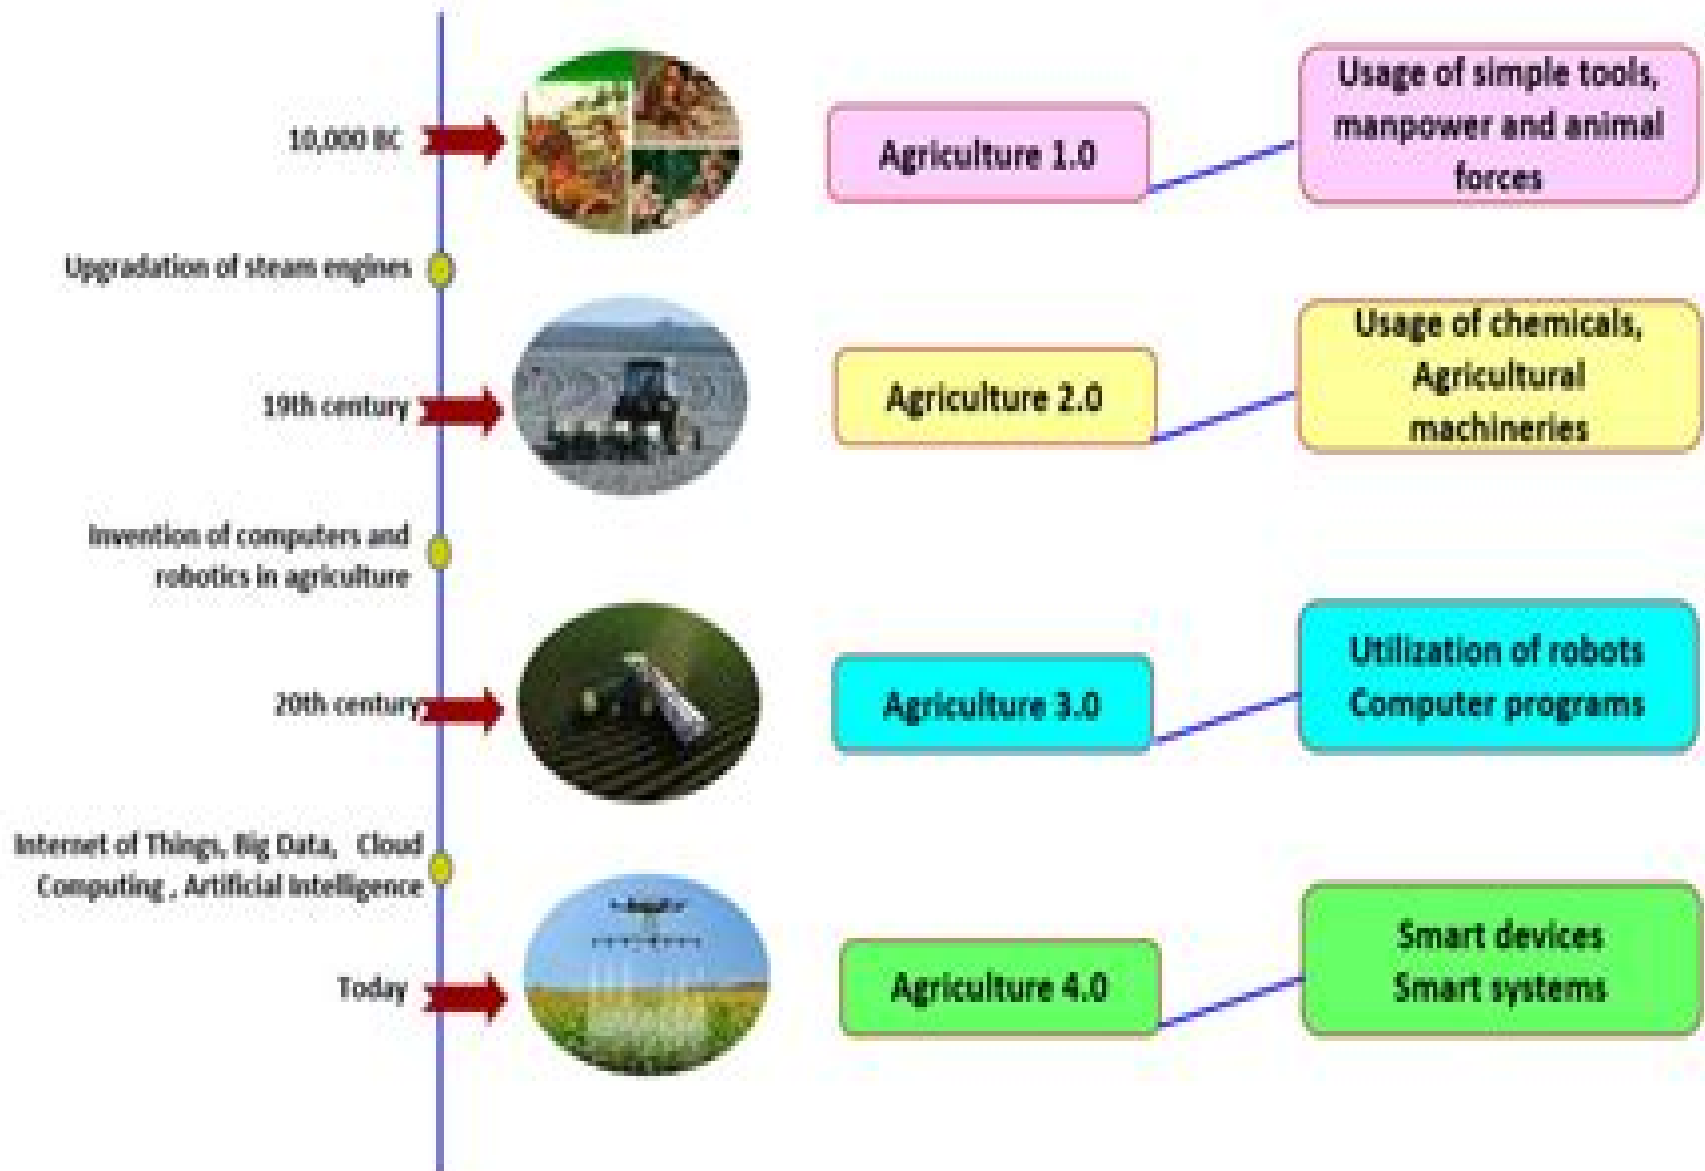 10,000 BC
Agriculture 1.0
Usage of simple tools,
manpower and animal
forces
Upgradation of steam engines
19th century
Agriculture 2.0
Usage of chemicals,
Agricultural
machineries
Invention of computers and
robotics in agriculture
20th century
Agriculture 3.0
Utilization of robots
Computer programs
Internet of Things, Big Data, Cloud
Computing , Artificial Intelligence
Today
Agriculture 4.0
Smart devices
Smart systems